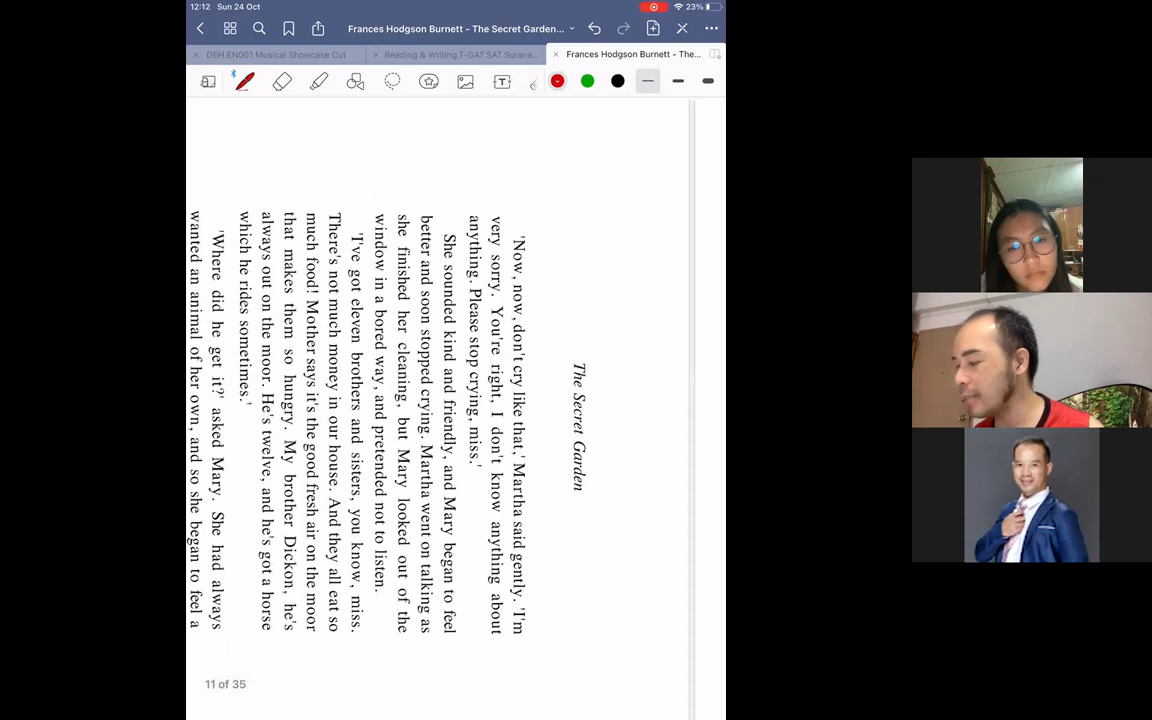 12:12 Sun 24 Oct
23%
Frances Hodgson Burnett - The Secret Garden...
DEH EN001 Musical Showcase Cut
Reading & Writing,T-GAT SAT Surana...
Frances Hodgson Burnett - The...
The Secret Garden
'Now, now, don't cry like that,' Martha said gently. 'I'm
very sorry. You're right, I don't know anything about
anything. Please stop crying, miss.'
She sounded kind and friendly, and Mary began to feel
better and soon stopped crying. Martha went on talking as
she finished her cleaning, but Mary looked out of the
window in a bored way, and pretended not to listen.
'I've got eleven brothers and sisters, you know, miss.
There's not much money in our house. And they all eat so
much food! Mother says it's the good fresh air on the moor
that makes them so hungry. My brother Dickon, he's
always out on the moor. He's twelve, and he's got a horse
which he rides sometimes.'
'Where did he get it?' asked Mary. She had always
wanted an animal of her own, and so she began to feel a
11 of 35